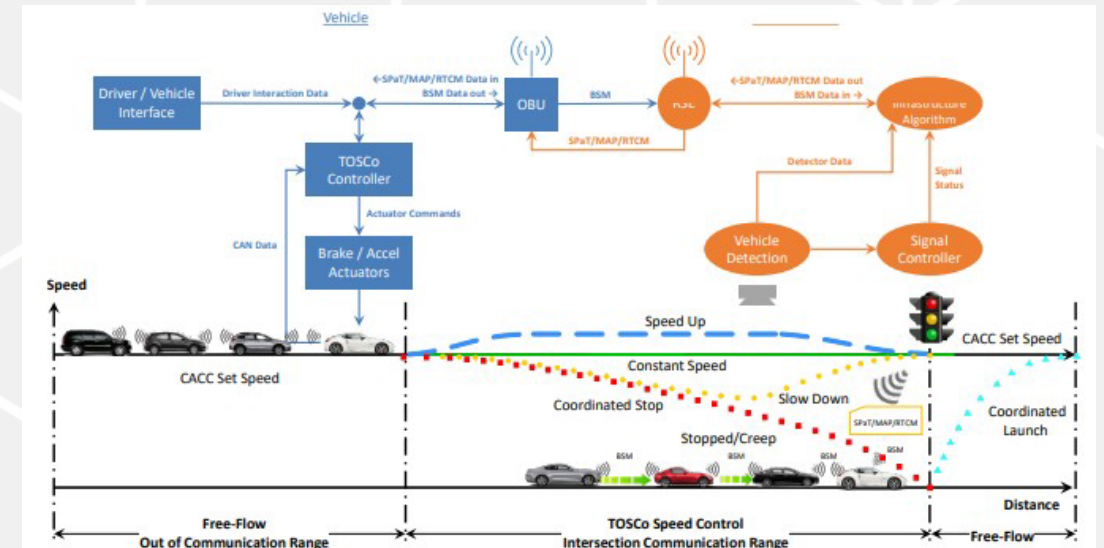 Vehicle
←SPaT/MAP/RTCM Data in
BSM Data out →
←SPaT/MAP/RTCM Data out
BSM Data in →
Driver / Vehicle
Interface
Driver Interaction Data
OBU
BSM
Algorithm
SPaT/MAP/RTCM
TOSCo
Controller
Detector Data
Signal
Status
Actuator Commands
CAN Data
Brake / Accel
Actuators
Vehicle
Detection
Signal
Controller
Speed
Speed Up
CACC Set Speed
CACC Set Speed
Constant Speed
Slow Down
Coordinated Stop
SPaT/MAP/RTCM
Coordinated
Launch
Stopped/Creep
BSM
BSM
BSM
BSM
Distance
Free-Flow
Out of Communication Range
TOSCo Speed Control
Intersection Communication Range
Free-Flow